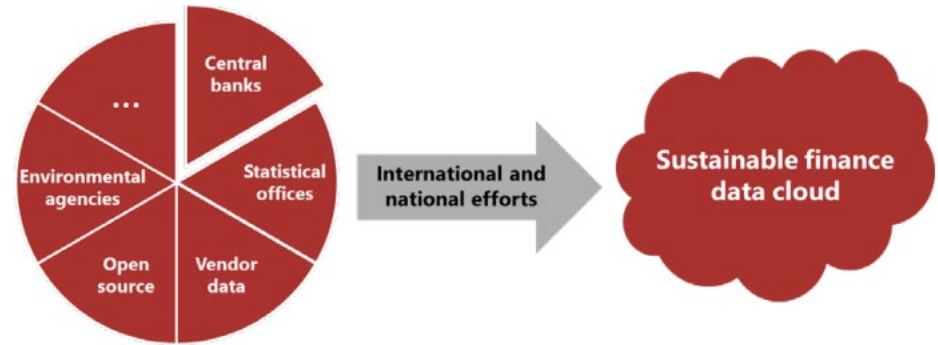 Central
banks
...
Statistical
offices
Environmental
agencies
Open
source
Vendor
data
International and
national efforts
Sustainable finance
data cloud